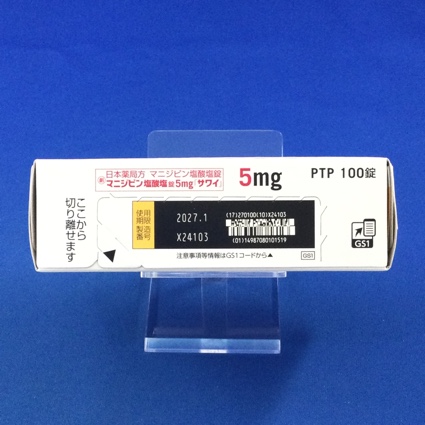 日本薬局方 マニジピン塩酸塩錠
マニジピン塩酸塩錠5mg「サワイ」
5mg
PTP 100錠
ここから
切り離せます
使用
期限
2027.1
製造
番号
X24103
(17)270100(10)X24103
(01)14987080101519
注意事項等情報はGS1コードから▲
GS1
GS1